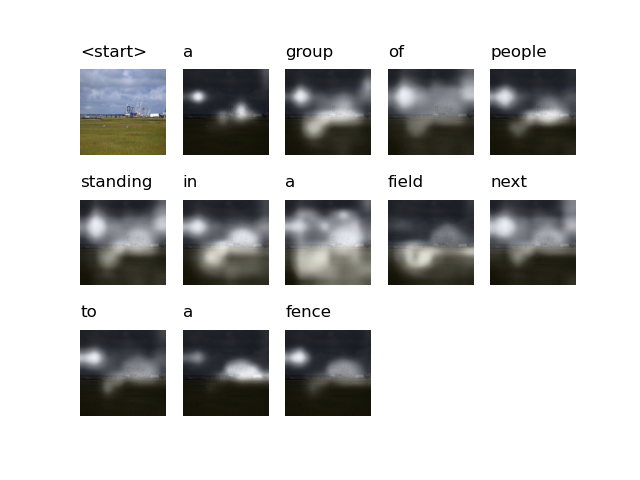 <start> a group of people
standing in a field next
to a fence